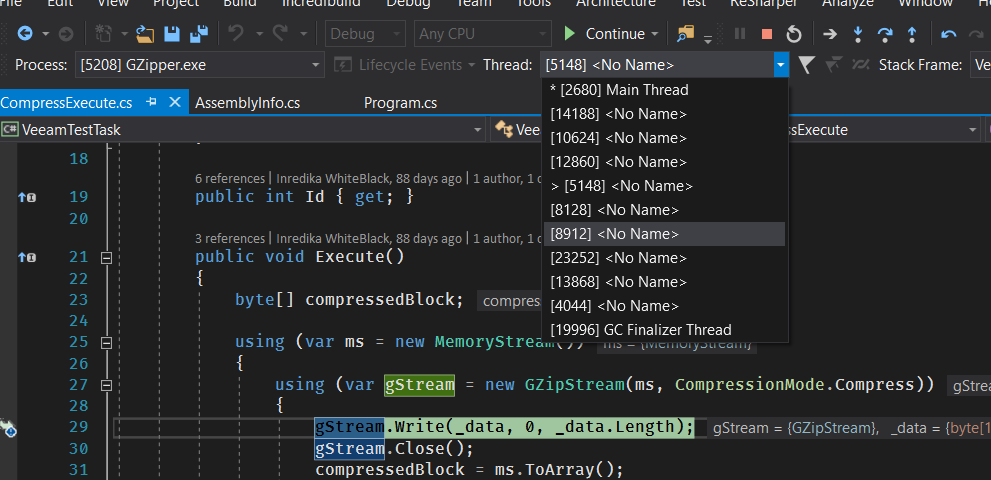 File Edit View Project Build Incredibuild Debug Team Tools Architecture Test ReSharper Analyze Window
Debug Any CPU Continue
Process: [5208] GZipper.exe Lifecycle Events Thread: [5148] <No Name> Stack Frame: Ve
* [2680] Main Thread
CompressExecute.cs AssemblyInfo.cs Program.cs
[14188] <No Name>
C# VeeamTestTask Vee
[10624] <No Name>
ssExecute
[12860] <No Name>
18
6 references | Inredika WhiteBlack, 88 days ago | 1 author, 1 c
> [5148] <No Name>
19 public int Id { get; }
[8128] <No Name>
20
3 references | Inredika WhiteBlack, 88 days ago | 1 author, 1 c
[8912] <No Name>
21 public void Execute()
[23252] <No Name>
22 {
[13868] <No Name>
23 byte[] compressedBlock; compres
[4044] <No Name>
24
[19996] GC Finalizer Thread
25 using (var ms = new MemoryStream()) ms = {MemoryStream}
26 {
27 using (var gStream = new GZipStream(ms, CompressionMode.Compress)) gStrea
28 {
29 gStream.Write(_data, 0, _data.Length); gStream = {GZipStream}, _data = {byte[1
30 gStream.Close();
31 compressedBlock = ms.ToArray();